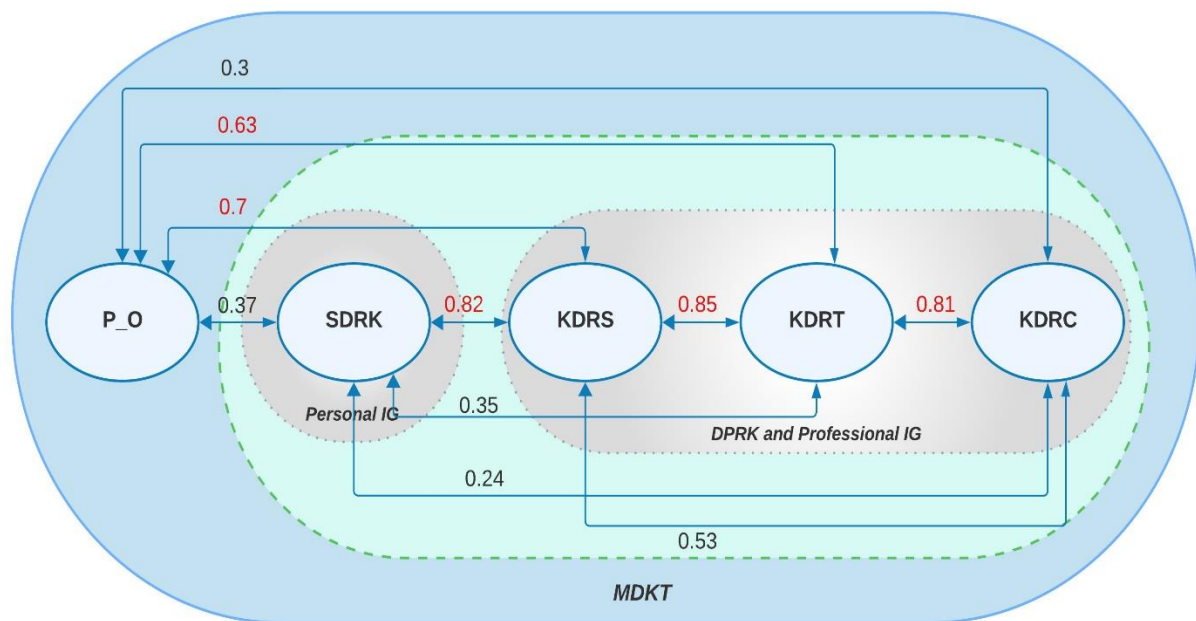 0.3
0.63
0.7
P_O
0.37
SDRK
0.82
KDRS
0.85
KDRT
0.81
KDRC
Personal IG
0.35
DPRK and Professional IG
0.24
0.53
MDKT